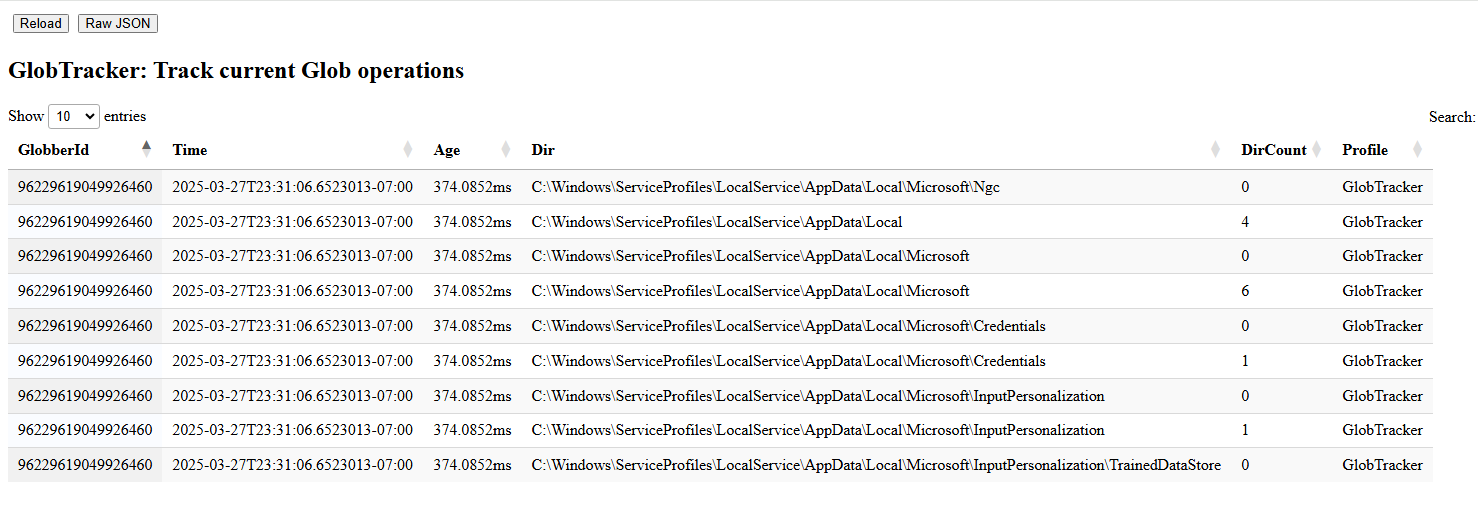 Reload Raw JSON
GlobTracker: Track current Glob operations
Show 10 entries Search:
GlobberId Time Age Dir DirCount Profile
96229619049926460 2025-03-27T23:31:06.6523013-07:00 374.0852ms C:\Windows\ServiceProfiles\LocalService\AppData\Local\Microsoft\Ngc 0 GlobTracker
96229619049926460 2025-03-27T23:31:06.6523013-07:00 374.0852ms C:\Windows\ServiceProfiles\LocalService\AppData\Local 4 GlobTracker
96229619049926460 2025-03-27T23:31:06.6523013-07:00 374.0852ms C:\Windows\ServiceProfiles\LocalService\AppData\Local\Microsoft 0 GlobTracker
96229619049926460 2025-03-27T23:31:06.6523013-07:00 374.0852ms C:\Windows\ServiceProfiles\LocalService\AppData\Local\Microsoft 6 GlobTracker
96229619049926460 2025-03-27T23:31:06.6523013-07:00 374.0852ms C:\Windows\ServiceProfiles\LocalService\AppData\Local\Microsoft\Credentials 0 GlobTracker
96229619049926460 2025-03-27T23:31:06.6523013-07:00 374.0852ms C:\Windows\ServiceProfiles\LocalService\AppData\Local\Microsoft\Credentials 1 GlobTracker
96229619049926460 2025-03-27T23:31:06.6523013-07:00 374.0852ms C:\Windows\ServiceProfiles\LocalService\AppData\Local\Microsoft\InputPersonalization 0 GlobTracker
96229619049926460 2025-03-27T23:31:06.6523013-07:00 374.0852ms C:\Windows\ServiceProfiles\LocalService\AppData\Local\Microsoft\InputPersonalization 1 GlobTracker
96229619049926460 2025-03-27T23:31:06.6523013-07:00 374.0852ms C:\Windows\ServiceProfiles\LocalService\AppData\Local\Microsoft\InputPersonalization\TrainedDataStore 0 GlobTracker